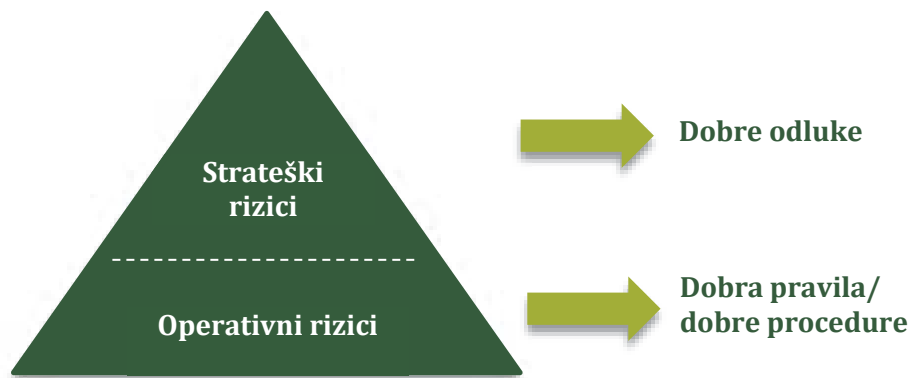 Dobre odluke
Strateški
rizici
Dobra pravila/
dobre procedure
Operativni rizici